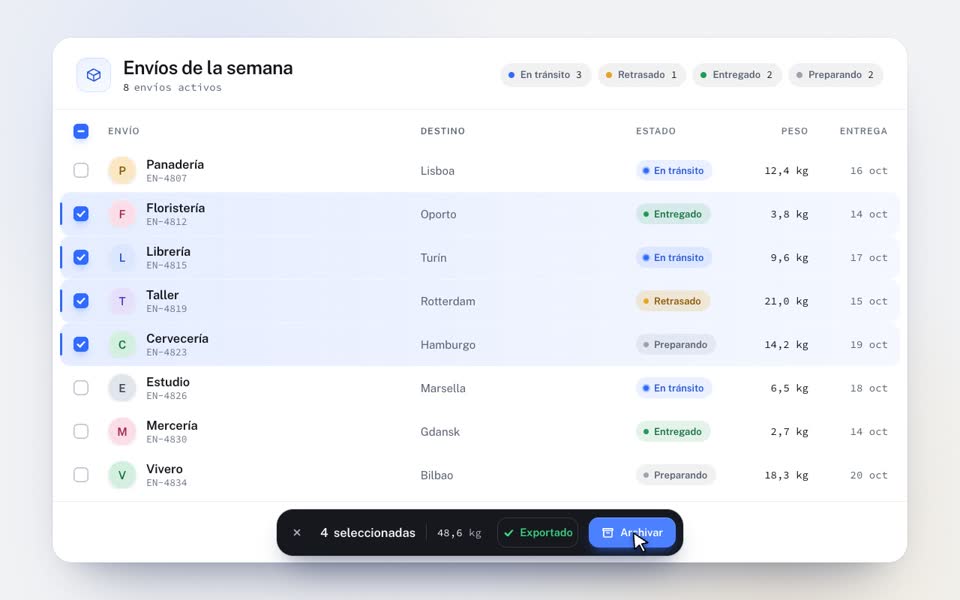 Envíos de la semana
8 envíos activos
En tránsito 3
Retrasado 1
Entregado 2
Preparando 2
ENVÍO DESTINO ESTADO PESO ENTREGA
P Panadería Lisboa En tránsito 12,4 kg 16 oct
EN-4807
F Floristería Oporto Entregado 3,8 kg 14 oct
EN-4812
L Librería Turín En tránsito 9,6 kg 17 oct
EN-4815
T Taller Rotterdam Retrasado 21,0 kg 15 oct
EN-4819
C Cervecería Hamburgo Preparando 14,2 kg 19 oct
EN-4823
E Estudio Marsella En tránsito 6,5 kg 18 oct
EN-4826
M Mercería Gdansk Entregado 2,7 kg 14 oct
EN-4830
V Vivero Bilbao Preparando 18,3 kg 20 oct
EN-4834
4 seleccionadas 48,6 kg Exportado Archivar